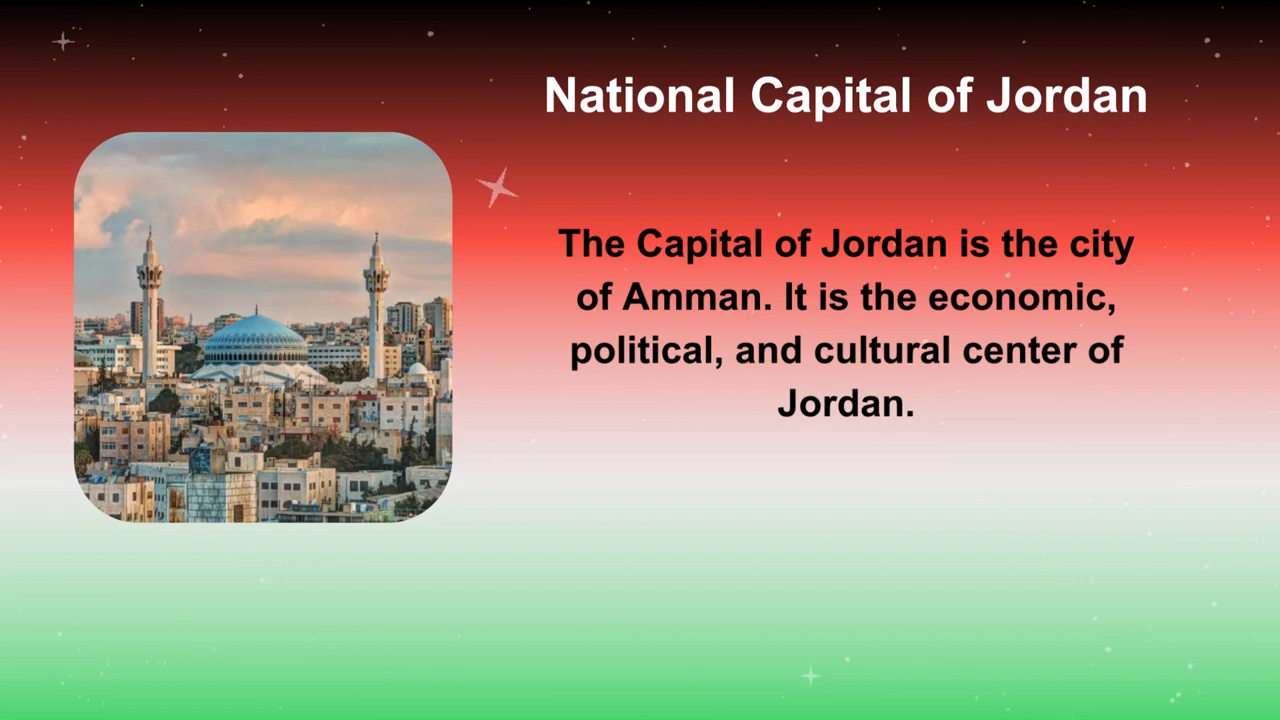 National Capital of Jordan
The Capital of Jordan is the city
of Amman. It is the economic,
political, and cultural center of
Jordan.